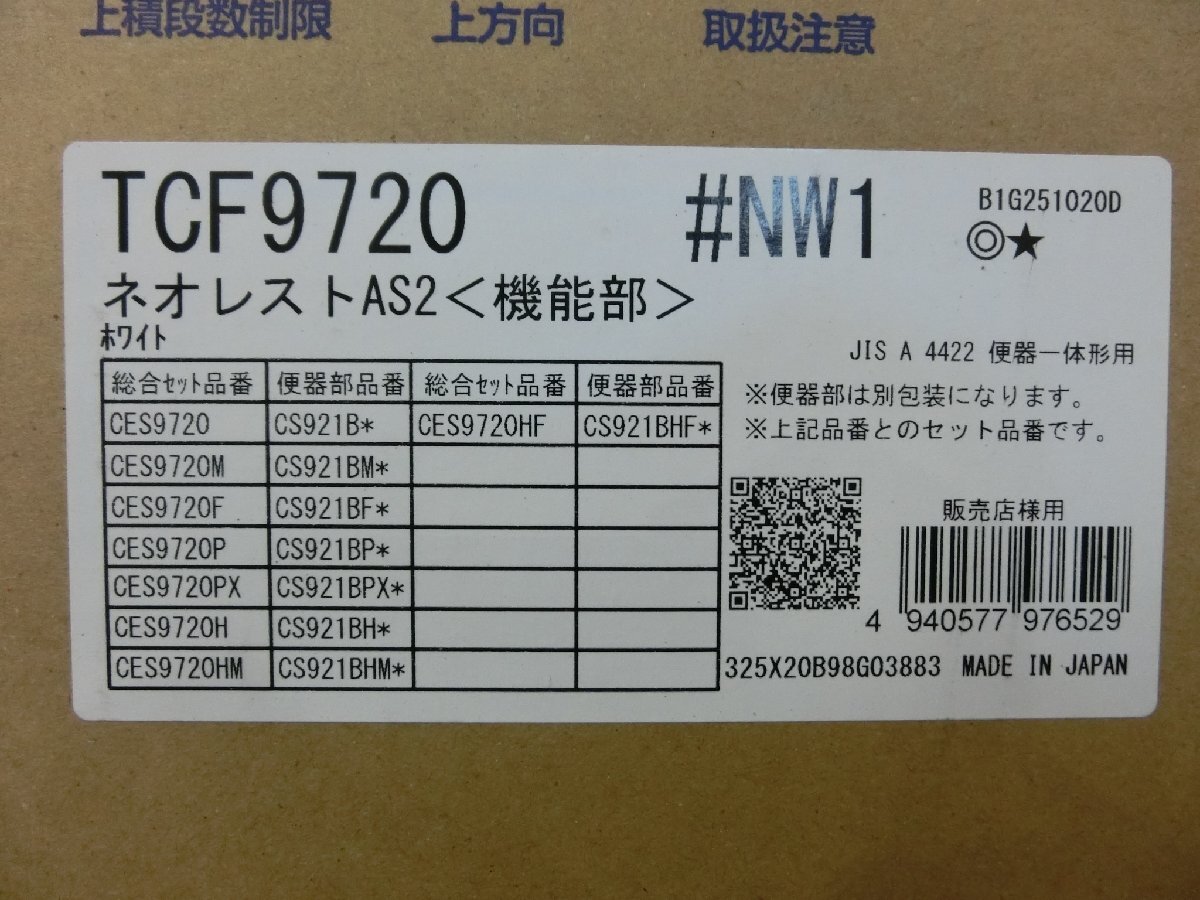 上積段数制限 上方向 取扱注意
TCF9720 #NW1 B1G251020D
◎★
ネオレストAS2＜機能部＞
ﾎﾜｲﾄ
JIS A 4422 便器一体形用
総合ｾｯﾄ品番 便器部品番 総合ｾｯﾄ品番 便器部品番
CES9720 CS921B* CES9720HF CS921BHF*
CES9720M CS921BM*
CES9720F CS921BF*
CES9720P CS921BP*
CES9720PX CS921BPX*
CES9720H CS921BH*
CES9720HM CS921BHM*
※便器部は別包装になります。
※上記品番とのセット品番です。
販売店様用
4 940577 976529
325X20B98G03883 MADE IN JAPAN